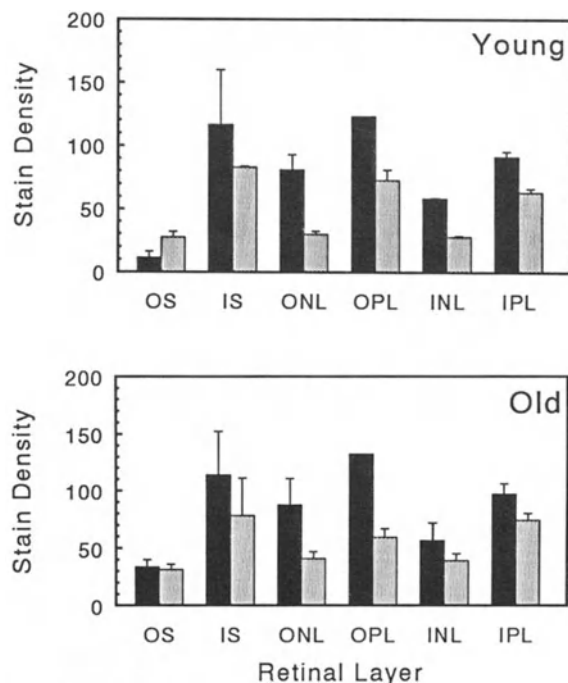 200
Young
150
100
50
0
Stain Density
OS IS ONL OPL INL IPL
200
Old
150
100
50
0
Stain Density
OS IS ONL OPL INL IPL
Retinal Layer